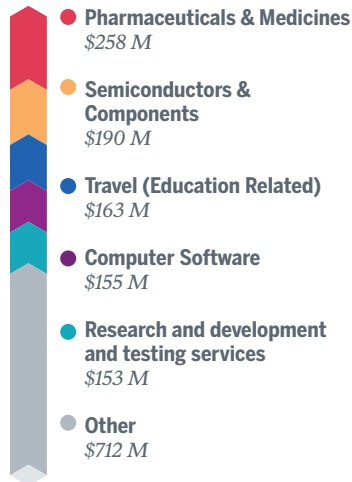 Pharmaceuticals & Medicines
$258 M
Semiconductors &
Components
$190 M
Travel (Education Related)
$163 M
Computer Software
$155 M
Research and development
and testing services
$153 M
Other
$712 M